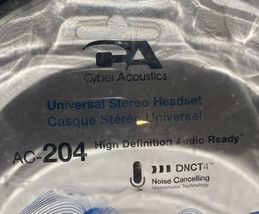 CA
Cyber Acoustics
Universal Stereo Headset
Casque Stéréo Universel
AC-204 High Definition Audio Ready™
DNCT4™
Noise Cancelling
Microphone Technology